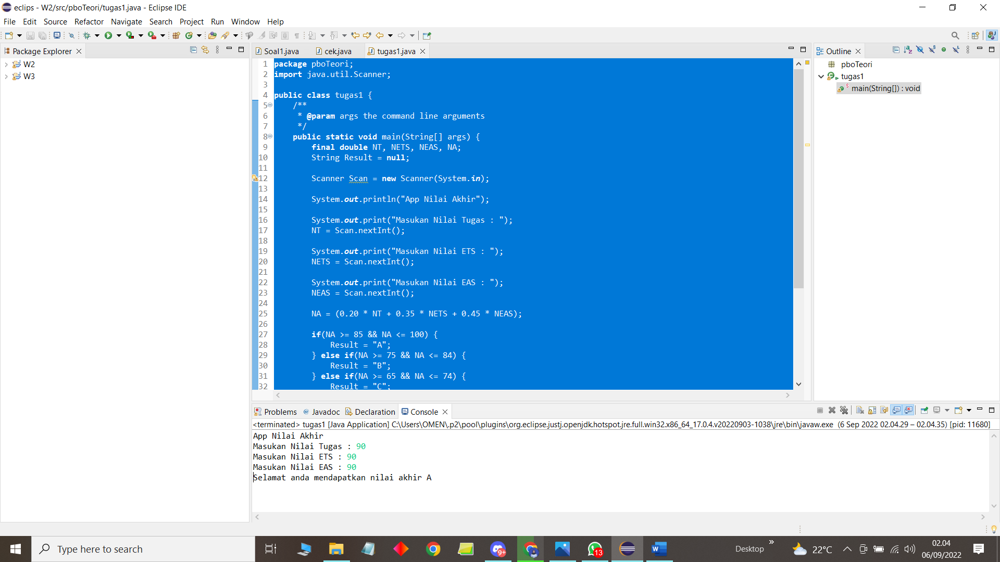 eclips - W2/src/pboTeori/tugas1.java - Eclipse IDE
File Edit Source Refactor Navigate Search Project Run Window Help
Package Explorer
W2
W3
Soal1.java cek.java tugas1.java
1 package pboTeori;
2 import java.util.Scanner;
3
4 public class tugas1 {
5 /**
6 * @param args the command line arguments
7 */
8 public static void main(String[] args) {
9 final double NT, NETS, NEAS, NA;
10 String Result = null;
11
12 Scanner Scan = new Scanner(System.in);
13
14 System.out.println("App Nilai Akhir");
15
16 System.out.print("Masukan Nilai Tugas : ");
17 NT = Scan.nextInt();
18
19 System.out.print("Masukan Nilai ETS : ");
20 NETS = Scan.nextInt();
21
22 System.out.print("Masukan Nilai EAS : ");
23 NEAS = Scan.nextInt();
24
25 NA = (0.20 * NT + 0.35 * NETS + 0.45 * NEAS);
26
27 if(NA >= 85 && NA <= 100) {
28 Result = "A";
29 } else if(NA >= 75 && NA <= 84) {
30 Result = "B";
31 } else if(NA >= 65 && NA <= 74) {
32 Result = "C";
Outline
pboTeori
tugas1
main(String[]) : void
Problems @ Javadoc Declaration Console
<terminated> tugas1 [Java Application] C:\Users\OMEN\.p2\pool\plugins\org.eclipse.justj.openjdk.hotspot.jre.full.win32.x86_64_17.0.4.v20220903-1038\jre\bin\javaw.exe (6 Sep 2022 02.04.29 – 02.04.35) [pid: 11680]
App Nilai Akhir
Masukan Nilai Tugas : 90
Masukan Nilai ETS : 90
Masukan Nilai EAS : 90
Selamat anda mendapatkan nilai akhir A
Type here to search
9+
13
Desktop
22°C
02.04
06/09/2022